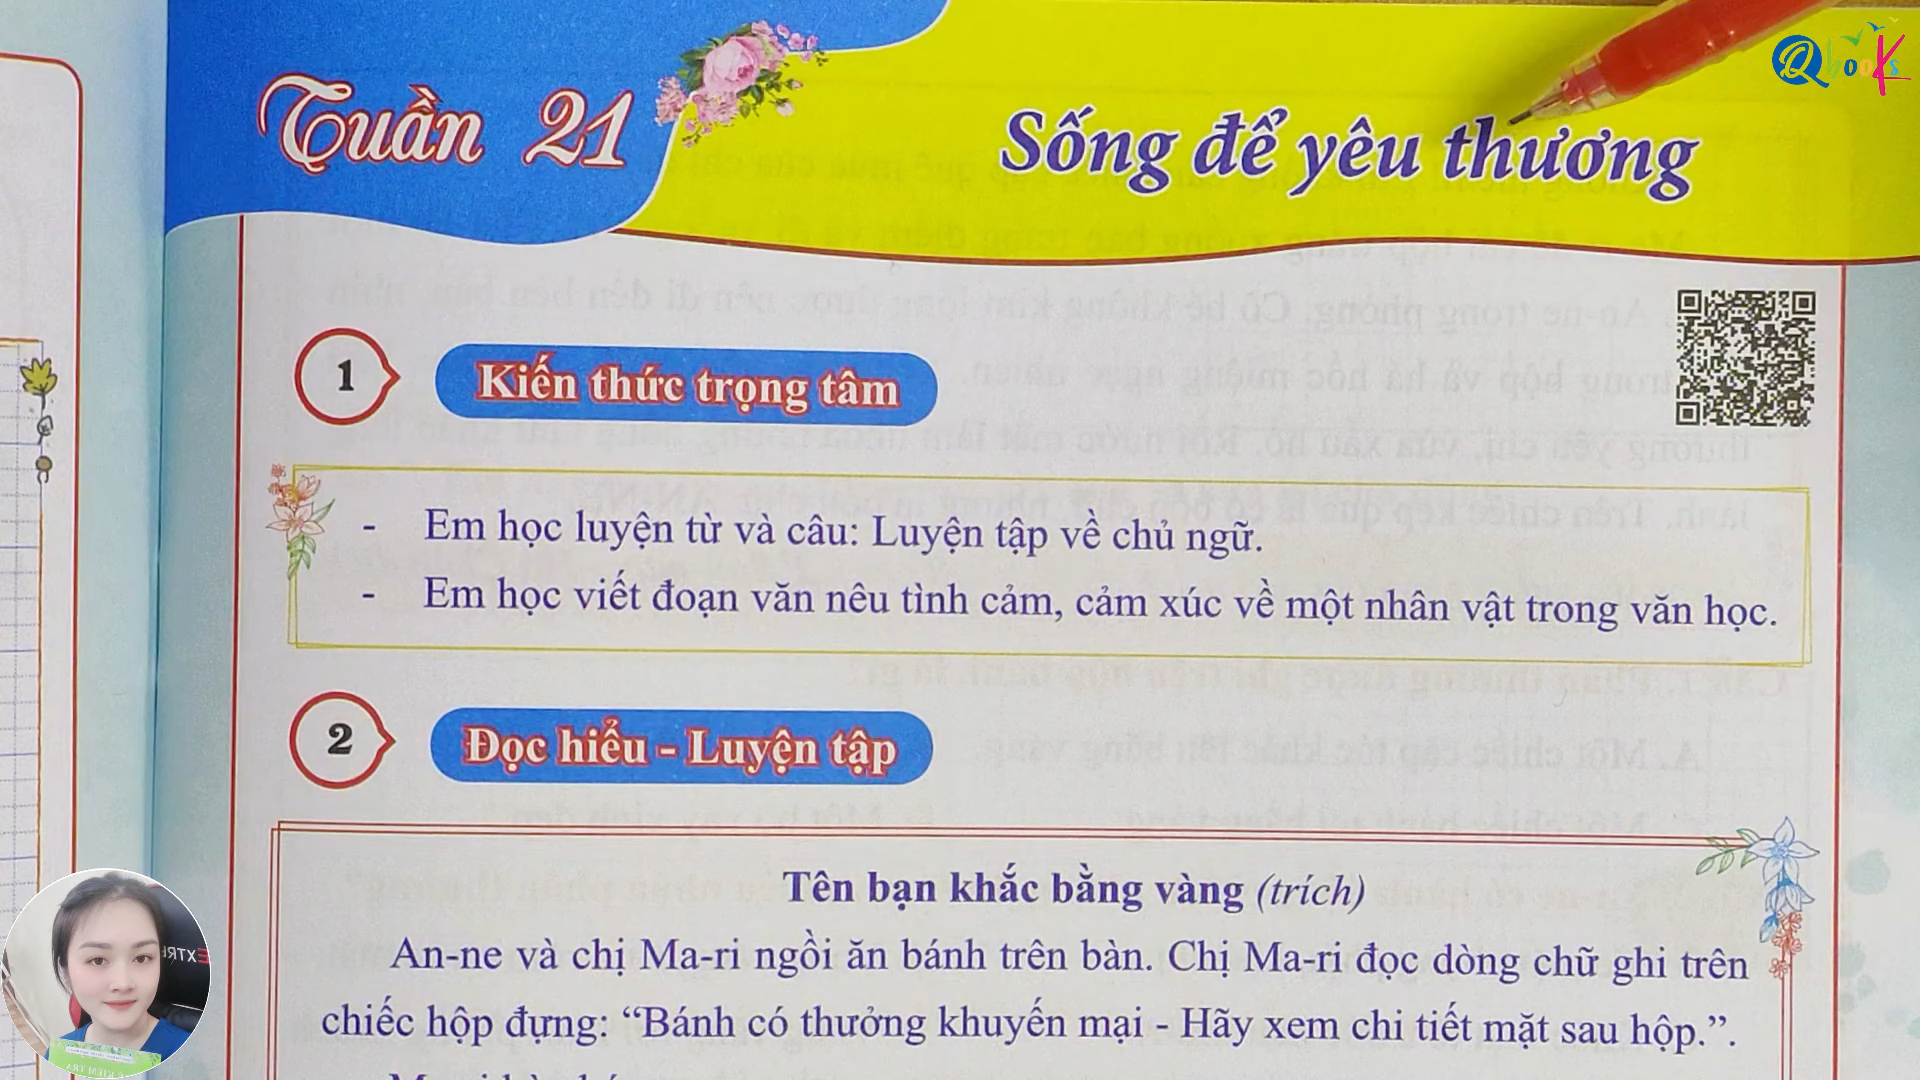 Qbooks
Tuần 21
Sống để yêu thương
1
Kiến thức trọng tâm
- Em học luyện từ và câu: Luyện tập về chủ ngữ.
- Em học viết đoạn văn nêu tình cảm, cảm xúc về một nhân vật trong văn học.
2
Đọc hiểu - Luyện tập
Tên bạn khắc bằng vàng (trích)
An-ne và chị Ma-ri ngồi ăn bánh trên bàn. Chị Ma-ri đọc dòng chữ ghi trên
chiếc hộp đựng: “Bánh có thưởng khuyến mại - Hãy xem chi tiết mặt sau hộp.”.